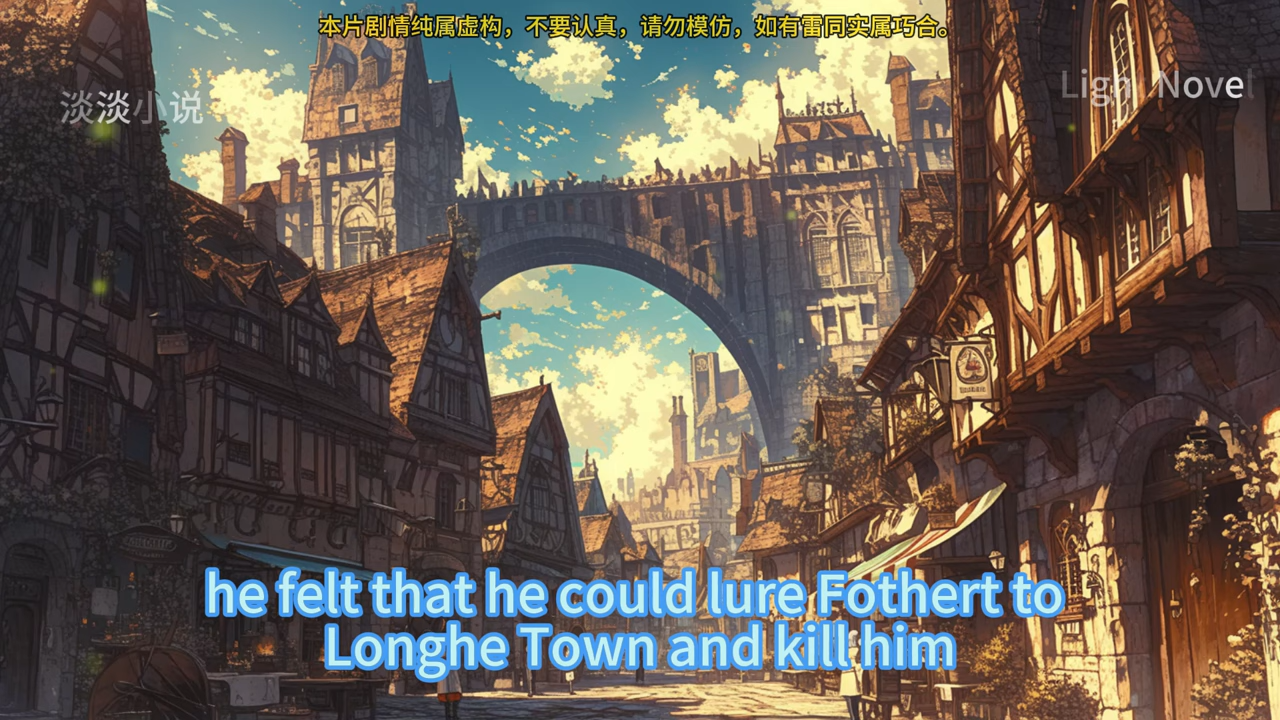 本片剧情纯属虚构，不要认真，请勿模仿，如有雷同实属巧合。
淡淡小说
Light Novel
he felt that he could lure Fothert to
Longhe Town and kill him